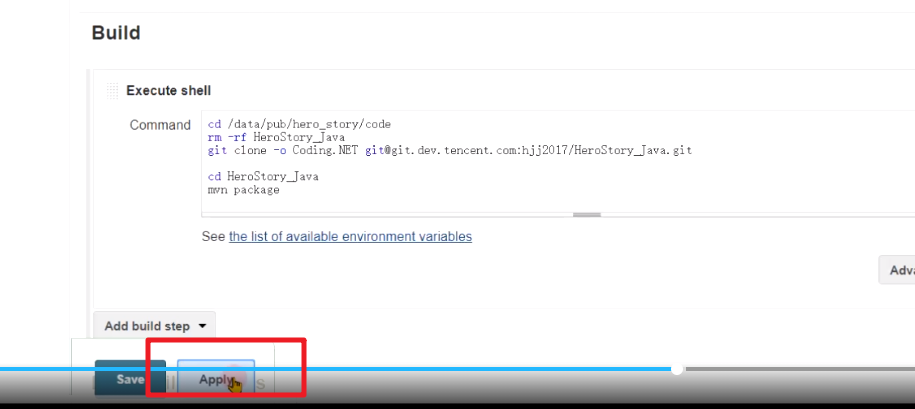 Build
Execute shell
Command
cd /data/pub/hero_story/code
rm -rf HeroStory_Java
git clone -o Coding.NET git@git.dev.tencent.com:hjj2017/HeroStory_Java.git
cd HeroStory_Java
mvn package
See the list of available environment variables
Adva
Add build step
Save
Apply